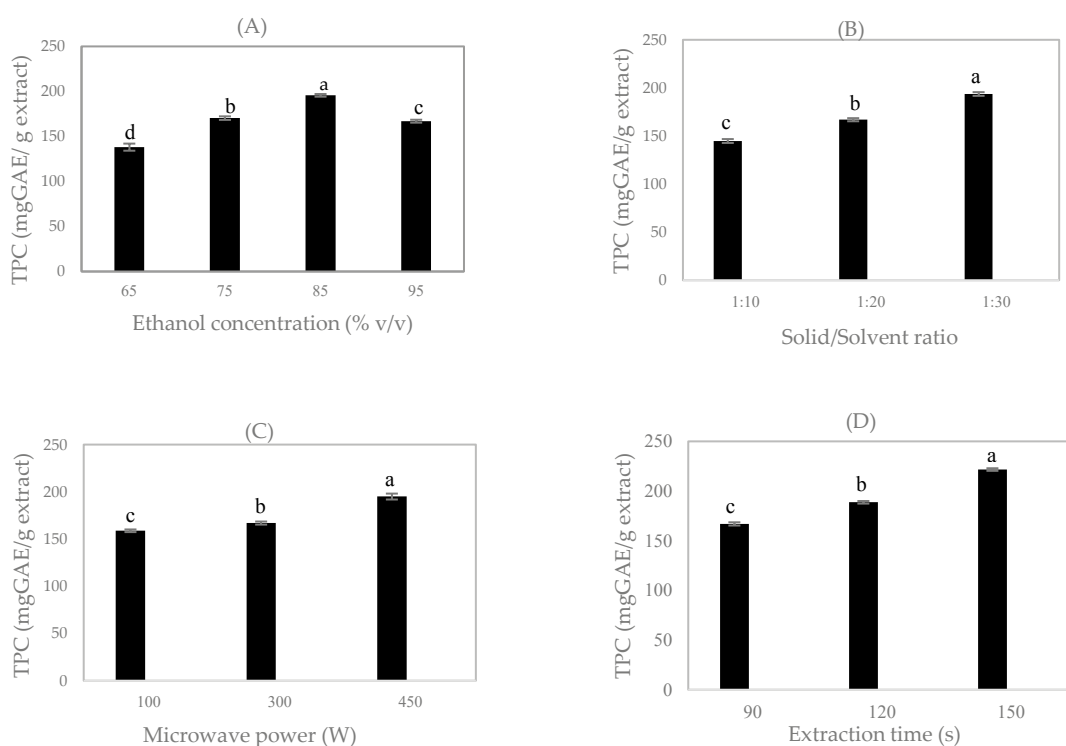 (A)
250
200
150
100
50
0
TPC (mgGAE/ g extract)
d
b
a
c
65 75 85 95
Ethanol concentration (% v/v)
(B)
250
200
150
100
50
0
TPC (mgGAE/g extract)
c
b
a
1:10 1:20 1:30
Solid/Solvent ratio
(C)
250
200
150
100
50
0
TPC (mgGAE/g extract)
c
b
a
100 300 450
Microwave power (W)
(D)
250
200
150
100
50
0
TPC (mgGAE/g extract)
c
b
a
90 120 150
Extraction time (s)